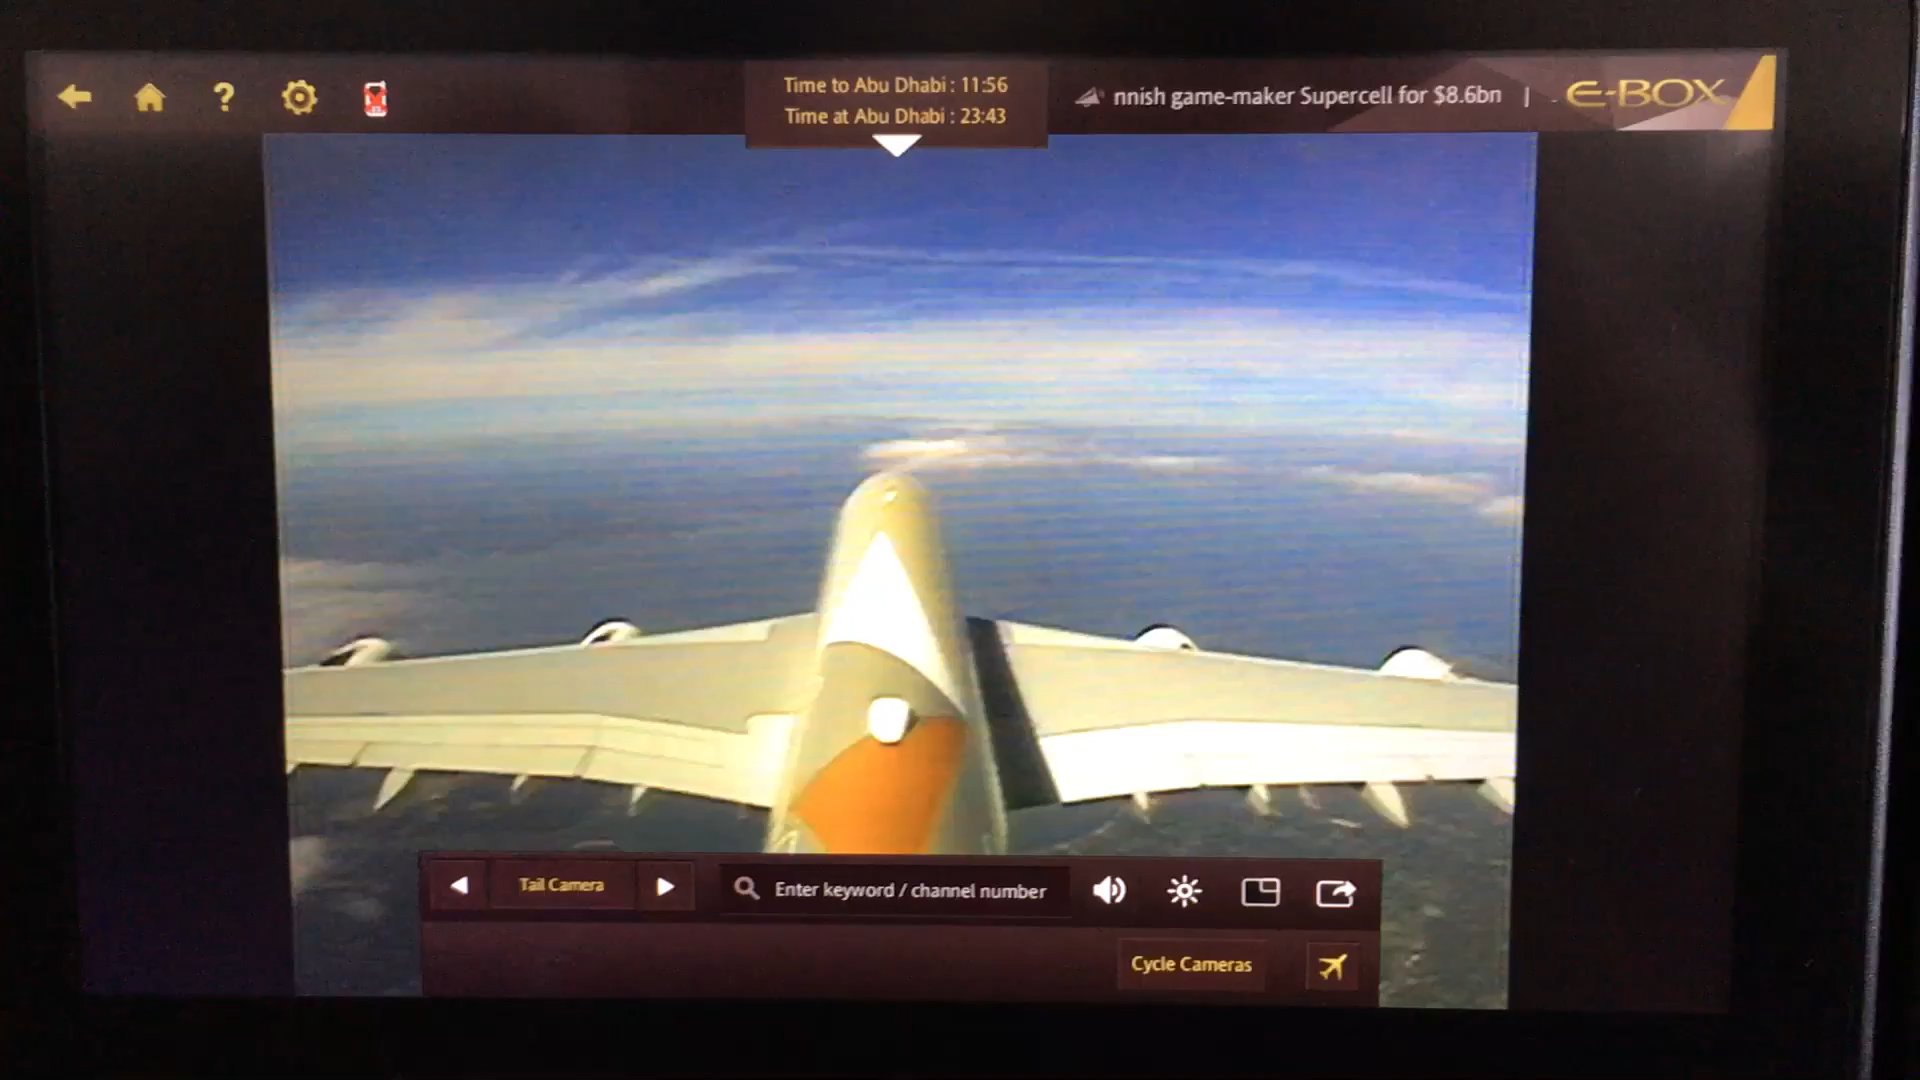 ?
Time to Abu Dhabi : 11:56
Time at Abu Dhabi : 23:43
nnish game-maker Supercell for $8.6bn |
E-BOX
Tail Camera
Enter keyword / channel number
Cycle Cameras